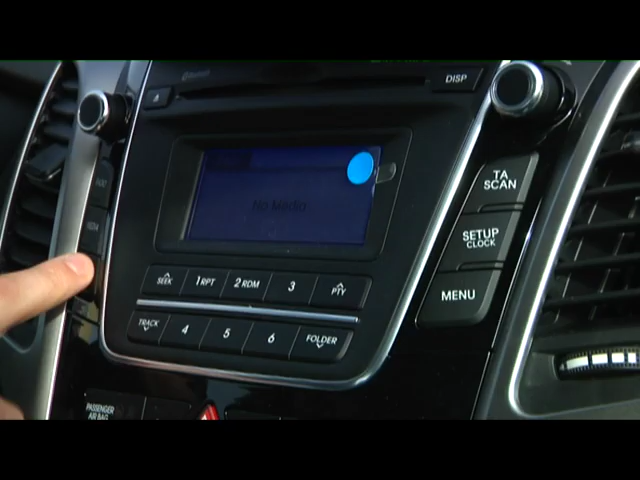 DISP
TA
SCAN
No Media
SETUP
CLOCK
MENU
SEEK
1 RPT
2 RDM
3
PTY
TRACK
4
5
6
FOLDER
PASSENGER
AIR BAG